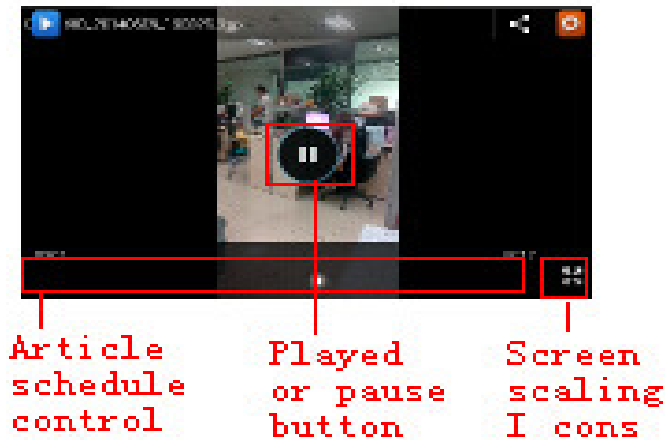 Article
schedule
control
Played
or pause
button
Screen
scaling
I cons